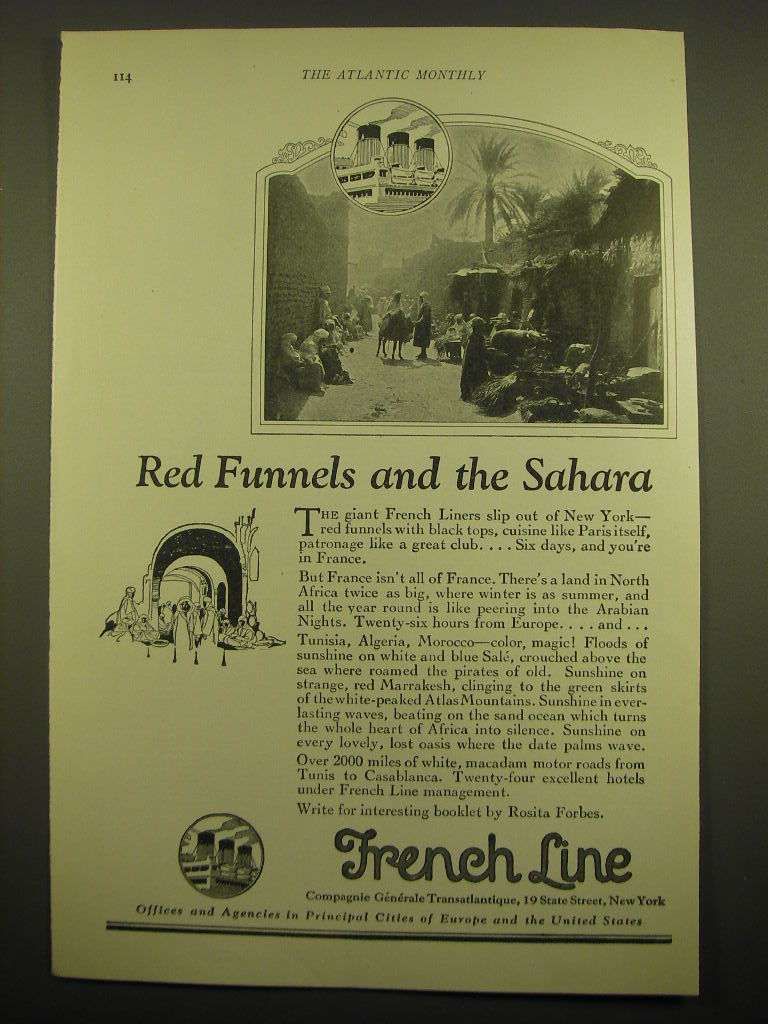 114
THE ATLANTIC MONTHLY
Red Funnels and the Sahara
THE giant French Liners slip out of New York—
red funnels with black tops, cuisine like Paris itself,
patronage like a great club. . . . Six days, and you're
in France.
But France isn't all of France. There's a land in North
Africa twice as big, where winter is as summer, and
all the year round is like peering into the Arabian
Nights. Twenty-six hours from Europe. . . . and . . .
Tunisia, Algeria, Morocco—color, magic! Floods of
sunshine on white and blue Salé, crouched above the
sea where roamed the pirates of old. Sunshine on
strange, red Marrakesh, clinging to the green skirts
of the white-peaked Atlas Mountains. Sunshine in ever-
lasting waves, beating on the sand ocean which turns
the whole heart of Africa into silence. Sunshine on
every lovely, lost oasis where the date palms wave.
Over 2000 miles of white, macadam motor roads from
Tunis to Casablanca. Twenty-four excellent hotels
under French Line management.
Write for interesting booklet by Rosita Forbes.
French Line
Compagnie Générale Transatlantique, 19 State Street, New York
Offices and Agencies in Principal Cities of Europe and the United States